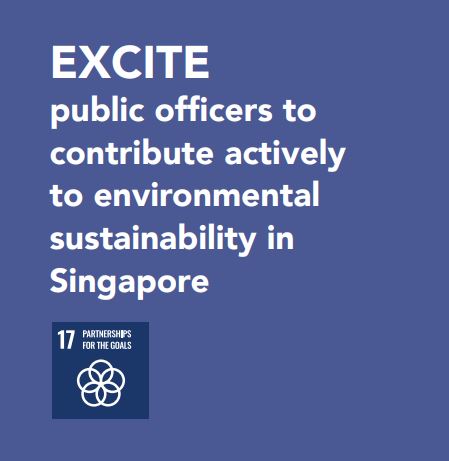 EXCITE
public officers to
contribute actively
to environmental
sustainability in
Singapore
17 PARTNERSHIPS
FOR THE GOALS